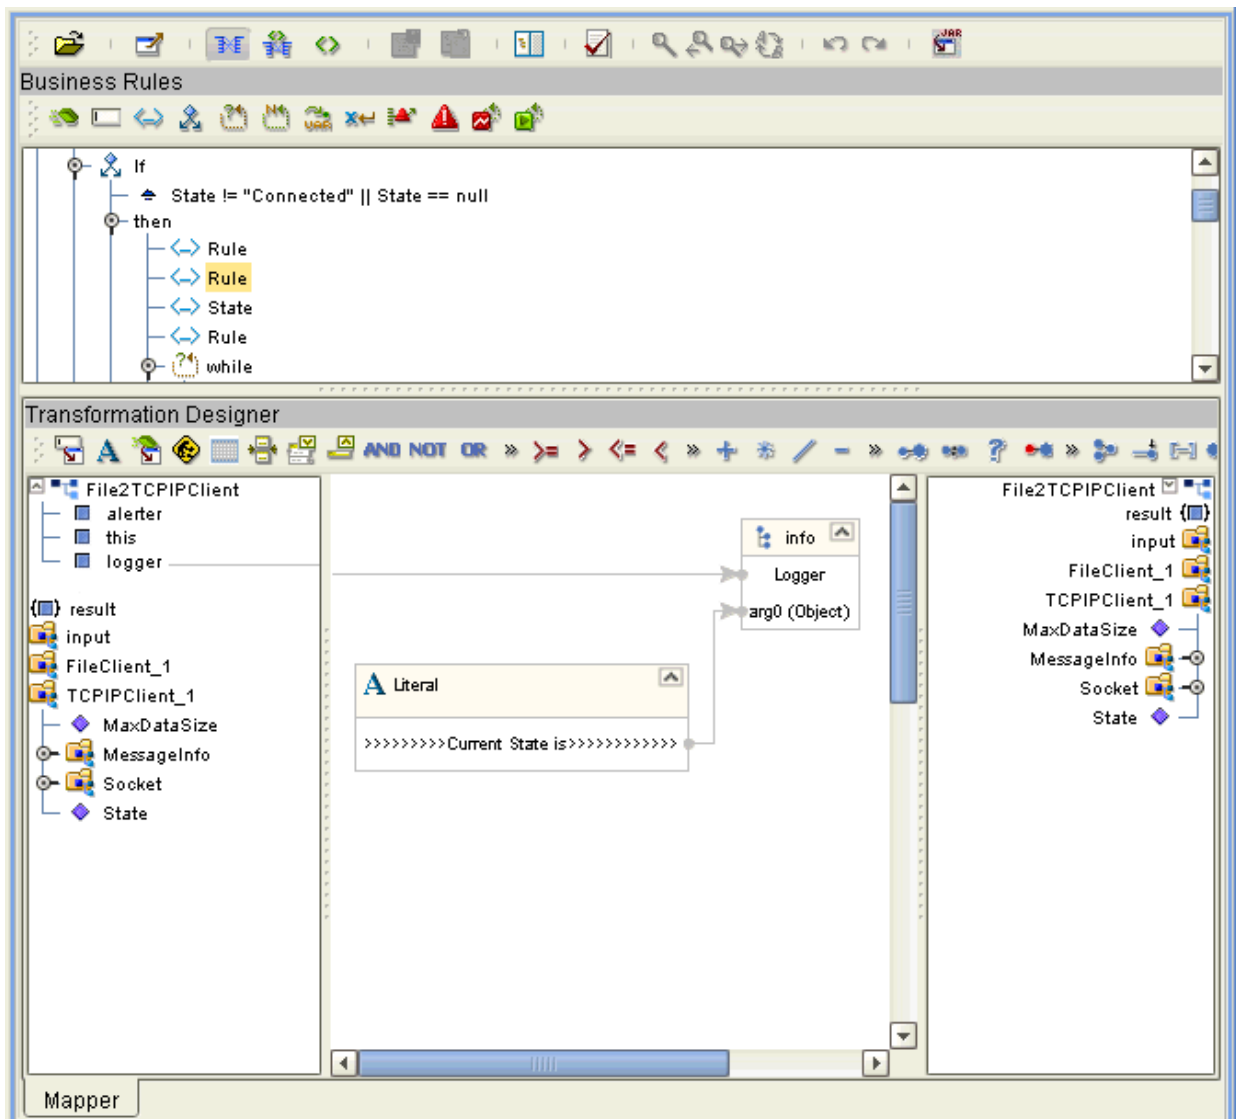 JAR
Business Rules
VAR
If
State != "Connected" || State == null
then
Rule
Rule
State
Rule
while
Transformation Designer
A AND NOT OR » >= > <= < » + / - » ? »
File2TCPIPClient
alerter
this
logger
{ } result
input
FileClient_1
TCPIPClient_1
MaxDataSize
MessageInfo
Socket
State
info
Logger
arg0 (Object)
A Literal
>>>>>>>>>Current State is>>>>>>>>>>>>
File2TCPIPClient
result { }
input
FileClient_1
TCPIPClient_1
MaxDataSize
MessageInfo
Socket
State
Mapper